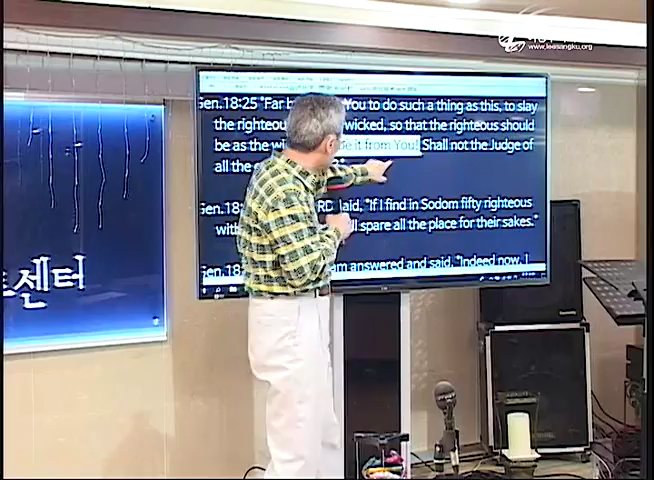 www.leesangku.org
Gen.18:25 "Far b You to do such a thing as this, to slay
the righteou wicked, so that the righteous should
be as the wi e it from You! Shall not the Judge of
all the e
Gen.18: RD said, "If I find in Sodom fifty righteous
with ll spare all the place for their sakes."
Gen.18: am answered and said, "Indeed now, I
센터